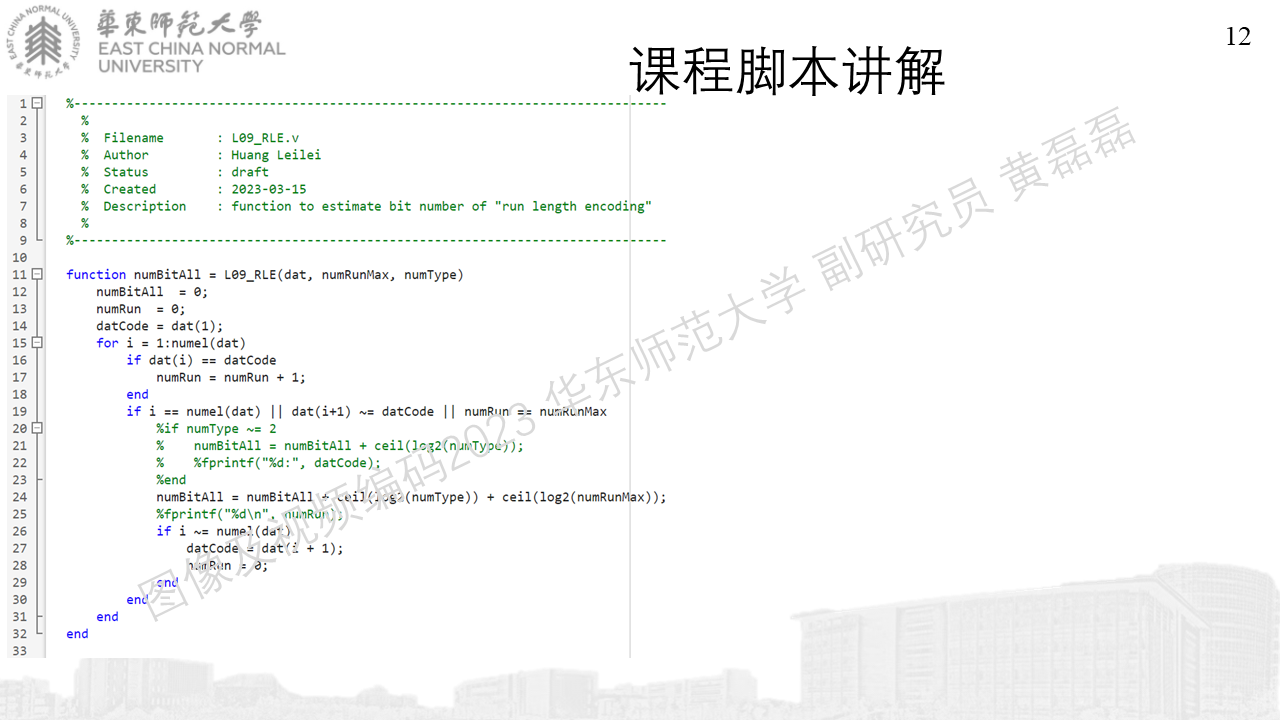 華東師範大學
EAST CHINA NORMAL
UNIVERSITY
EAST CHINA NORMAL UNIVERSITY
華東師範大學
课程脚本讲解
12
1 %-------------------------------------------------------------------------------
2 %
3 % Filename : L09_RLE.v
4 % Author : Huang Leilei
5 % Status : draft
6 % Created : 2023-03-15
7 % Description : function to estimate bit number of "run length encoding"
8 %
9 %-------------------------------------------------------------------------------
10
11 function numBitAll = L09_RLE(dat, numRunMax, numType)
12 numBitAll = 0;
13 numRun = 0;
14 datCode = dat(1);
15 for i = 1:numel(dat)
16 if dat(i) == datCode
17 numRun = numRun + 1;
18 end
19 if i == numel(dat) || dat(i+1) ~= datCode || numRun == numRunMax
20 %if numType ~= 2
21 % numBitAll = numBitAll + ceil(log2(numType));
22 % %fprintf("%d:", datCode);
23 %end
24 numBitAll = numBitAll + ceil(log2(numType)) + ceil(log2(numRunMax));
25 %fprintf("%d\n", numRun);
26 if i ~= numel(dat)
27 datCode = dat(i + 1);
28 numRun = 0;
29 end
30 end
31 end
32 end
33
图像及视频编码2023 华东师范大学 副研究员 黄磊磊